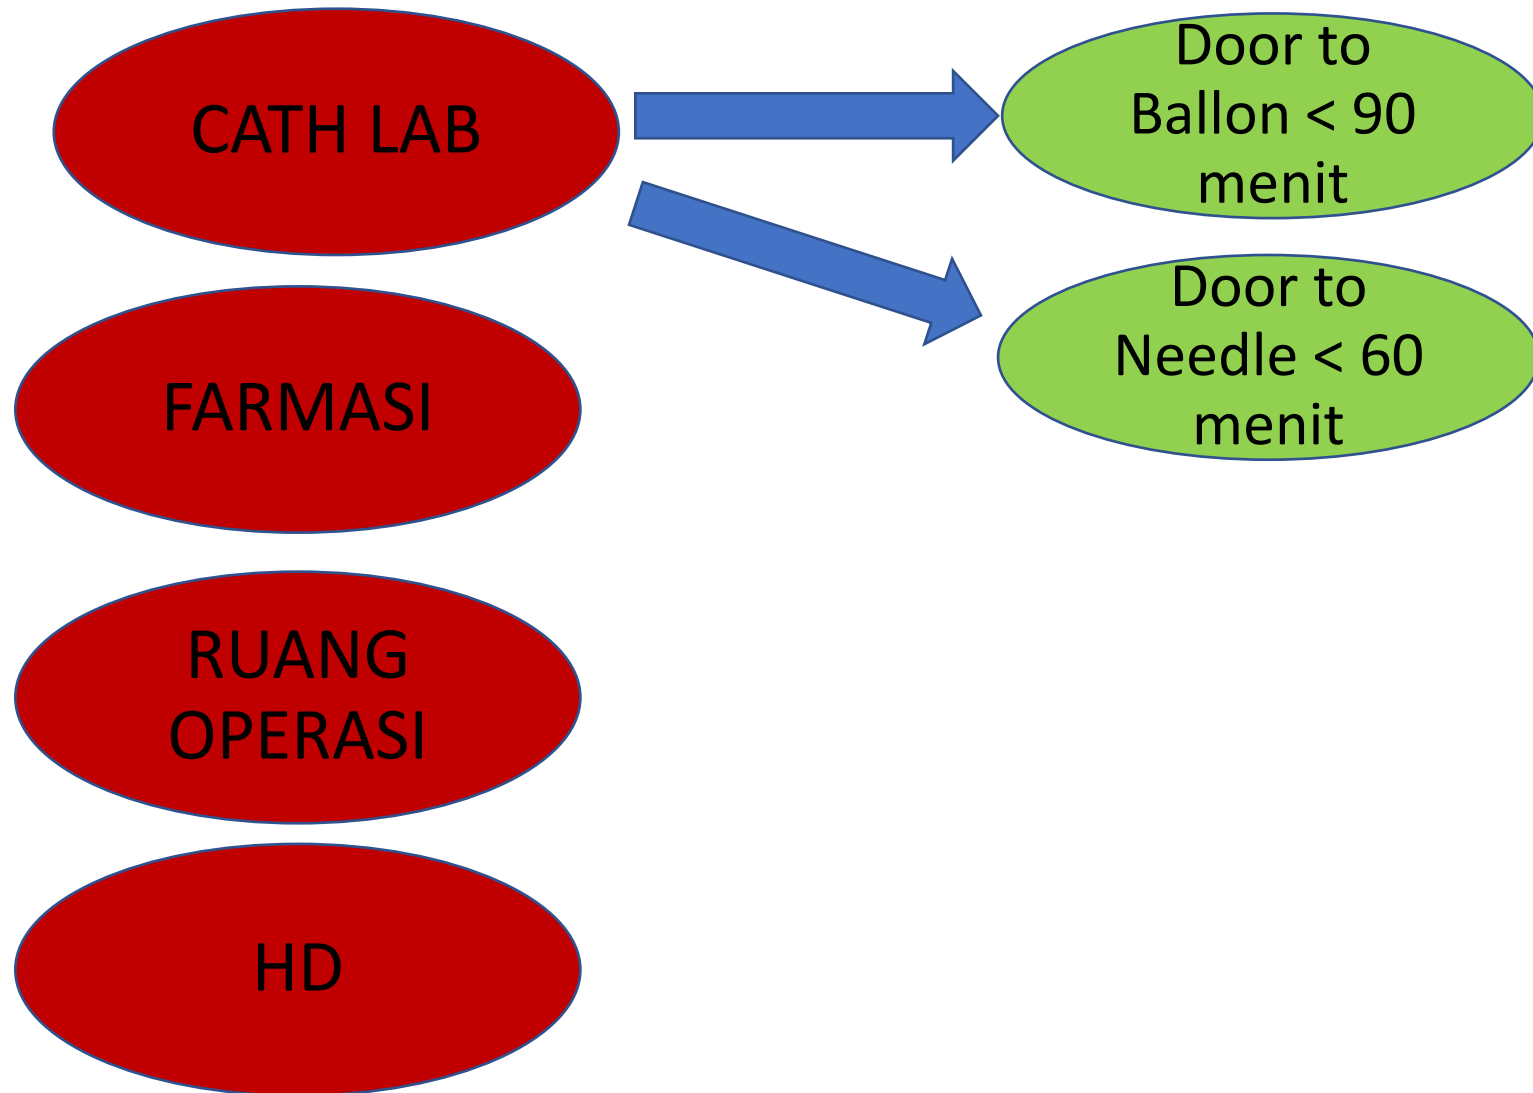 CATH LAB
Door to
Ballon < 90
menit
Door to
Needle < 60
menit
FARMASI
RUANG
OPERASI
HD